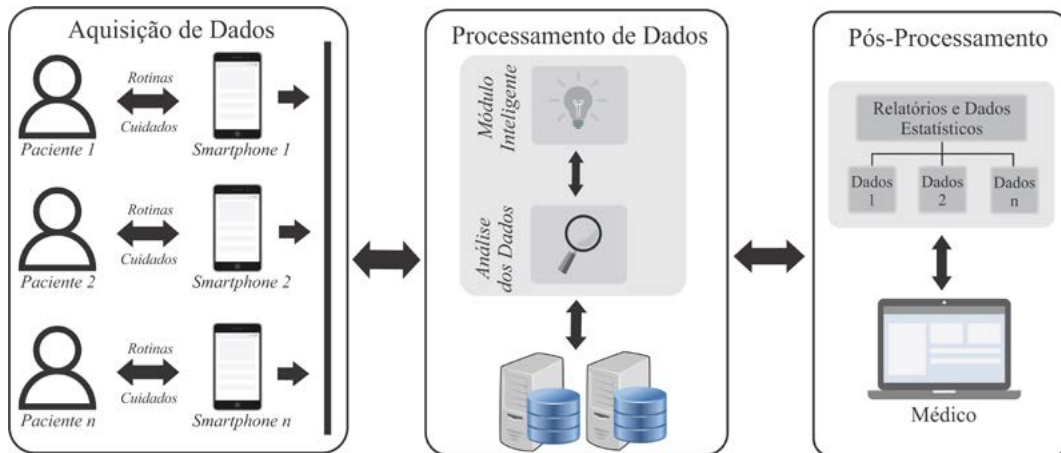 Aquisição de Dados
Rotinas
Cuidados
Paciente 1
Smartphone 1
Rotinas
Cuidados
Paciente 2
Smartphone 2
Rotinas
Cuidados
Paciente n
Smartphone n
Processamento de Dados
Módulo
Inteligente
Análise
dos Dados
Pós-Processamento
Relatórios e Dados
Estatísticos
Dados
1
Dados
2
Dados
n
Médico